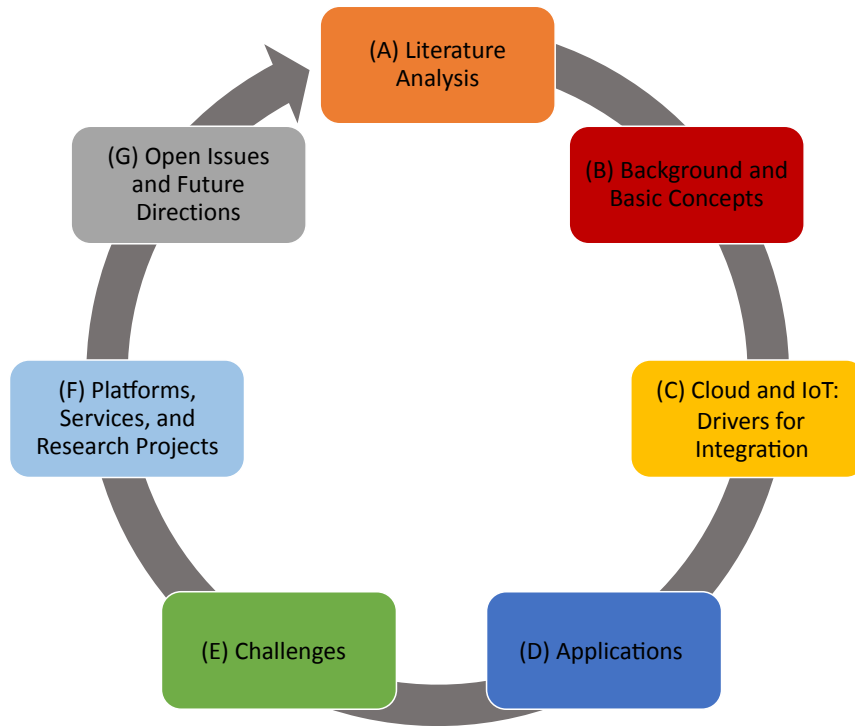 (A) Literature
Analysis
(B) Background and
Basic Concepts
(C) Cloud and IoT:
Drivers for
Integration
(D) Applications
(E) Challenges
(F) Platforms,
Services, and
Research Projects
(G) Open Issues
and Future
Directions